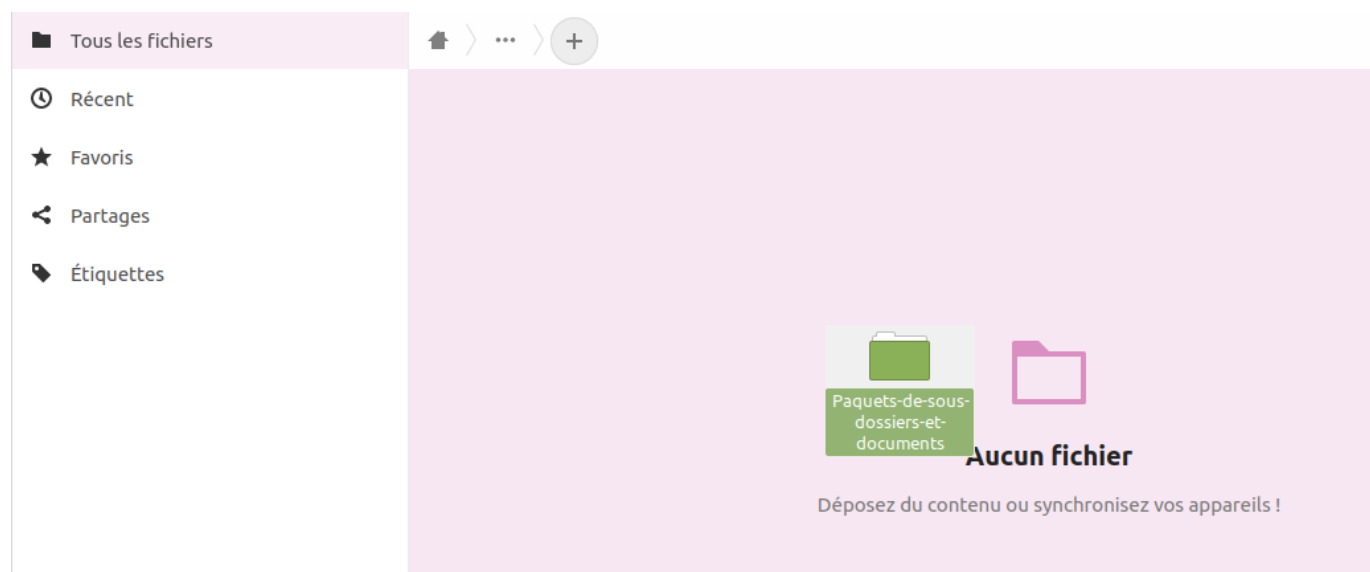 Tous les fichiers
Récent
Favoris
Partages
Étiquettes
Paquets-de-sous-
dossiers-et-
documents
Aucun fichier
Déposez du contenu ou synchronisez vos appareils !